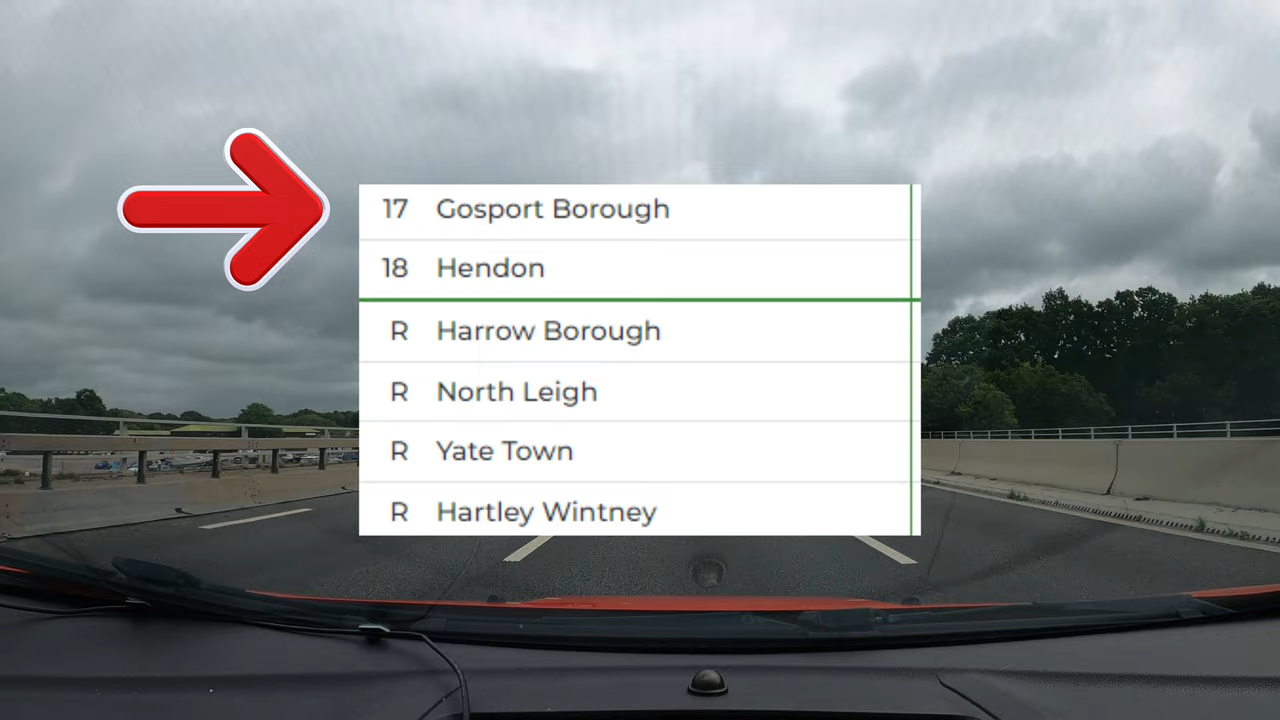 17 Gosport Borough
18 Hendon
R Harrow Borough
R North Leigh
R Yate Town
R Hartley Wintney